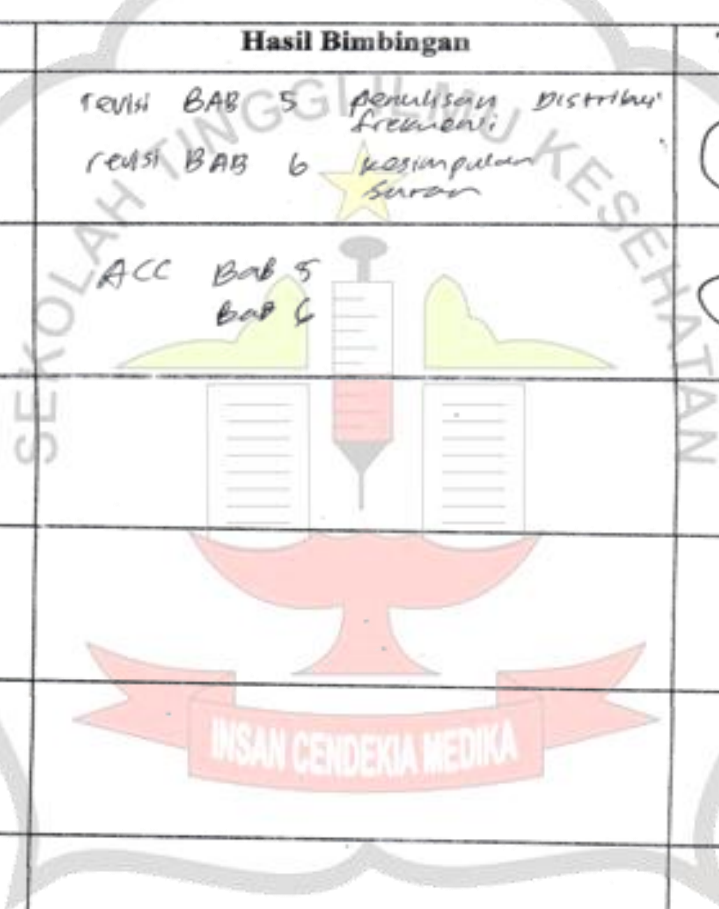 Hasil Bimbingan
revisi BAB 5 penulisan Distribusi
frekuensi
revisi BAB 6 kesimpulan
saran
ACC BaB 5
BaB 6
SEKOLAH TINGGI ILMU KESEHATAN
INSAN CENDEKIA MEDIKA